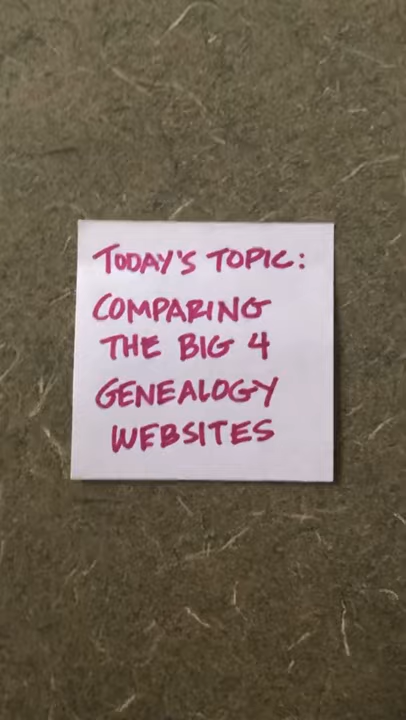 TODAY'S TOPIC:
COMPARING
THE BIG 4
GENEALOGY
WEBSITES